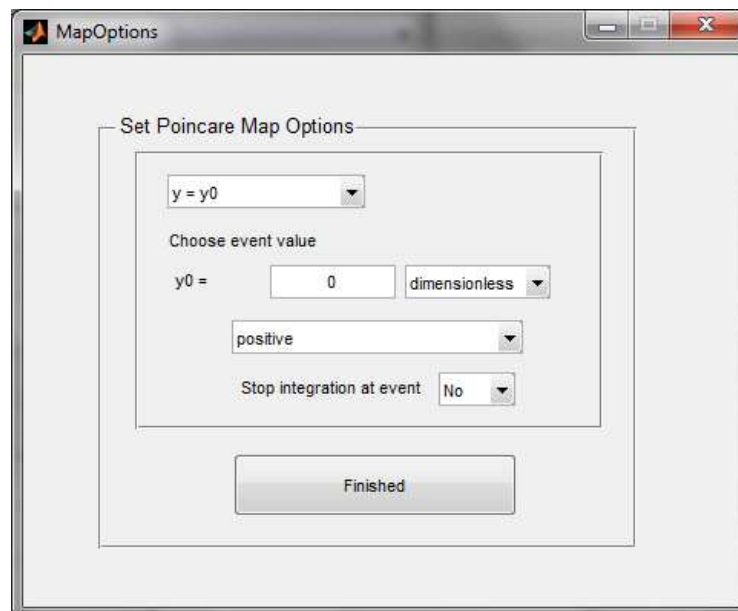 MapOptions
Set Poincare Map Options
y = y0
Choose event value
y0 = 0 dimensionless
positive
Stop integration at event No
Finished